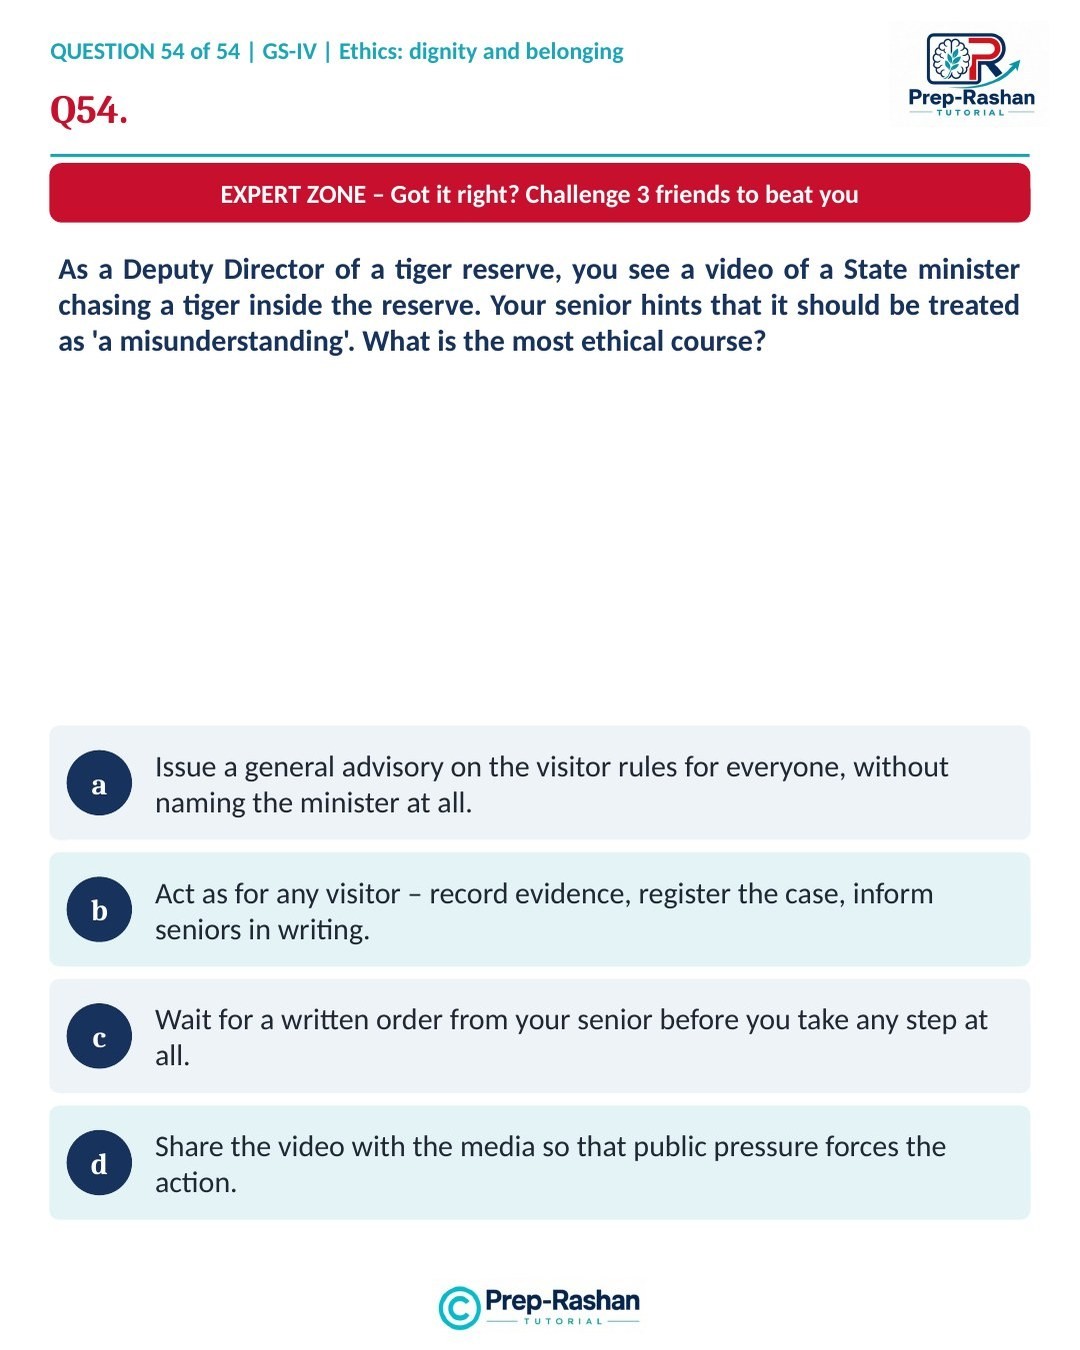 QUESTION 54 of 54 | GS-IV | Ethics: dignity and belonging
Prep-Rashan
TUTORIAL
Q54.
EXPERT ZONE – Got it right? Challenge 3 friends to beat you
As a Deputy Director of a tiger reserve, you see a video of a State minister
chasing a tiger inside the reserve. Your senior hints that it should be treated
as 'a misunderstanding'. What is the most ethical course?
a
Issue a general advisory on the visitor rules for everyone, without
naming the minister at all.
b
Act as for any visitor – record evidence, register the case, inform
seniors in writing.
c
Wait for a written order from your senior before you take any step at
all.
d
Share the video with the media so that public pressure forces the
action.
© Prep-Rashan
TUTORIAL